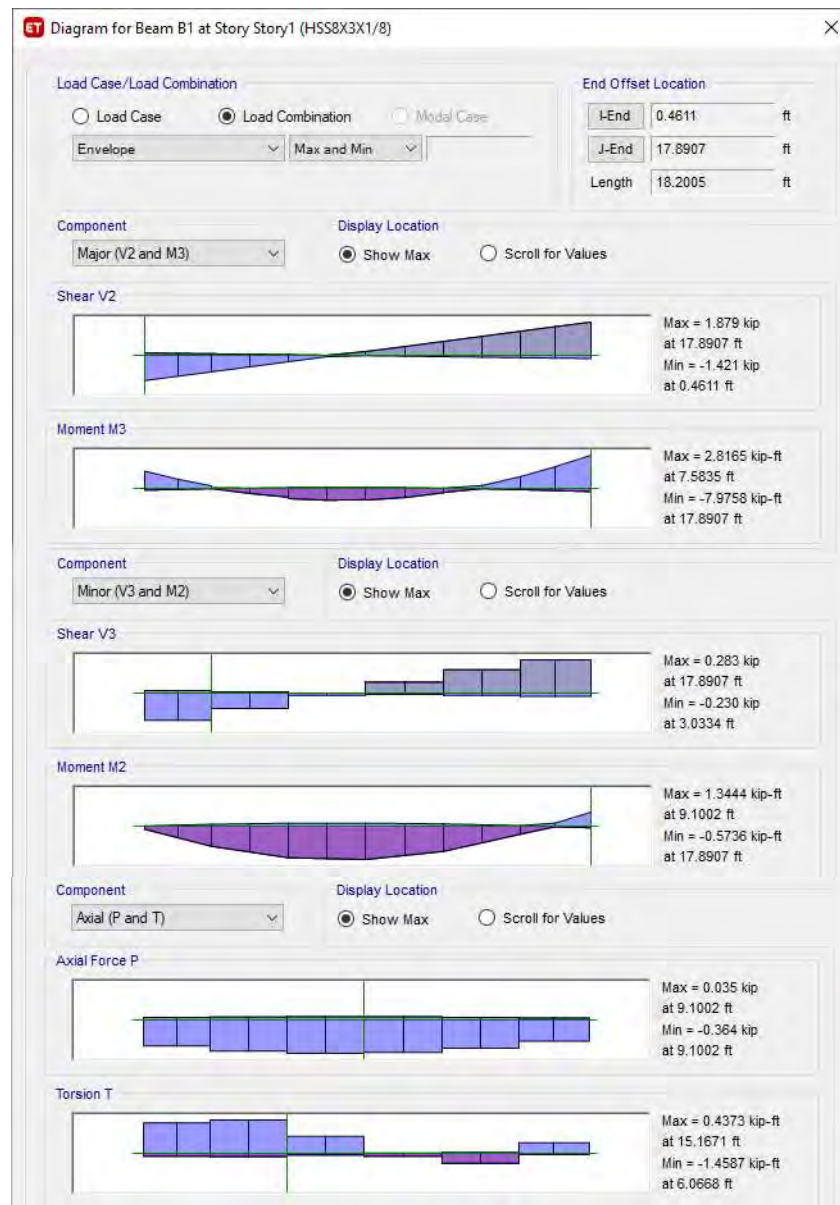 ET Diagram for Beam B1 at Story Story1 (HSS8X3X1/8)
Load Case/Load Combination
Load Case Load Combination Modal Case
Envelope Max and Min
End Offset Location
I-End 0.4611 ft
J-End 17.8907 ft
Length 18.2005 ft
Component
Major (V2 and M3)
Display Location
Show Max Scroll for Values
Shear V2
Max = 1.879 kip
at 17.8907 ft
Min = -1.421 kip
at 0.4611 ft
Moment M3
Max = 2.8165 kip-ft
at 7.5835 ft
Min = -7.9758 kip-ft
at 17.8907 ft
Component
Minor (V3 and M2)
Display Location
Show Max Scroll for Values
Shear V3
Max = 0.283 kip
at 17.8907 ft
Min = -0.230 kip
at 3.0334 ft
Moment M2
Max = 1.3444 kip-ft
at 9.1002 ft
Min = -0.5736 kip-ft
at 17.8907 ft
Component
Axial (P and T)
Display Location
Show Max Scroll for Values
Axial Force P
Max = 0.035 kip
at 9.1002 ft
Min = -0.364 kip
at 9.1002 ft
Torsion T
Max = 0.4373 kip-ft
at 15.1671 ft
Min = -1.4587 kip-ft
at 6.0668 ft